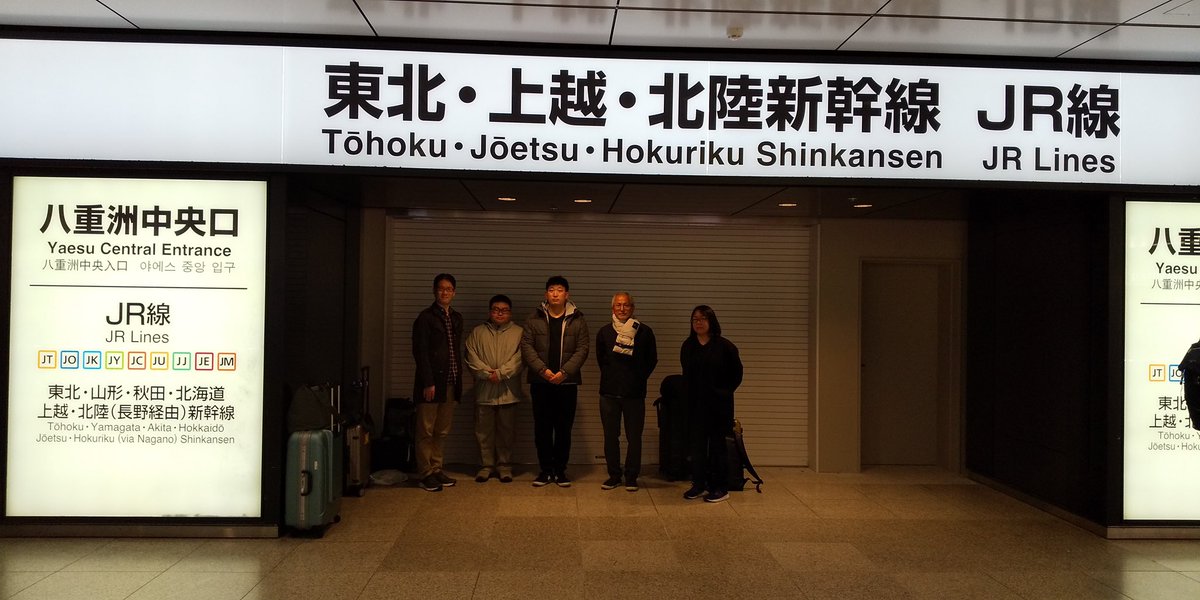 東北・上越・北陸新幹線 JR線
Tōhoku・Jōetsu・Hokuriku Shinkansen JR Lines
八重洲中央口
Yaesu Central Entrance
八重洲中央入口 야에스 중앙 입구
JR線
JR Lines
JT JO JK JY JC JU JJ JE JM
東北・山形・秋田・北海道
上越・北陸(長野経由)新幹線
Tōhoku・Yamagata・Akita・Hokkaidō
Jōetsu・Hokuriku (via Nagano) Shinkansen
八重
Yaesu
八重洲中
JT
東北
上越・
Tōhoku・
Jōetsu・Ho